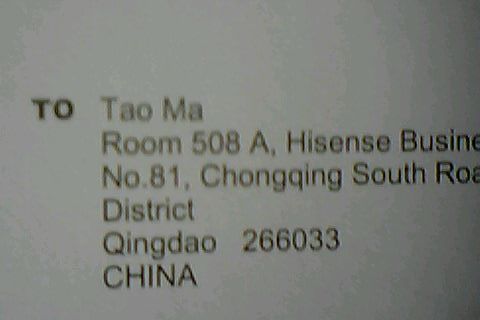 TO Tao Ma
Room 508 A, Hisense Busine
No.81, Chongqing South Roa
District
Qingdao 266033
CHINA